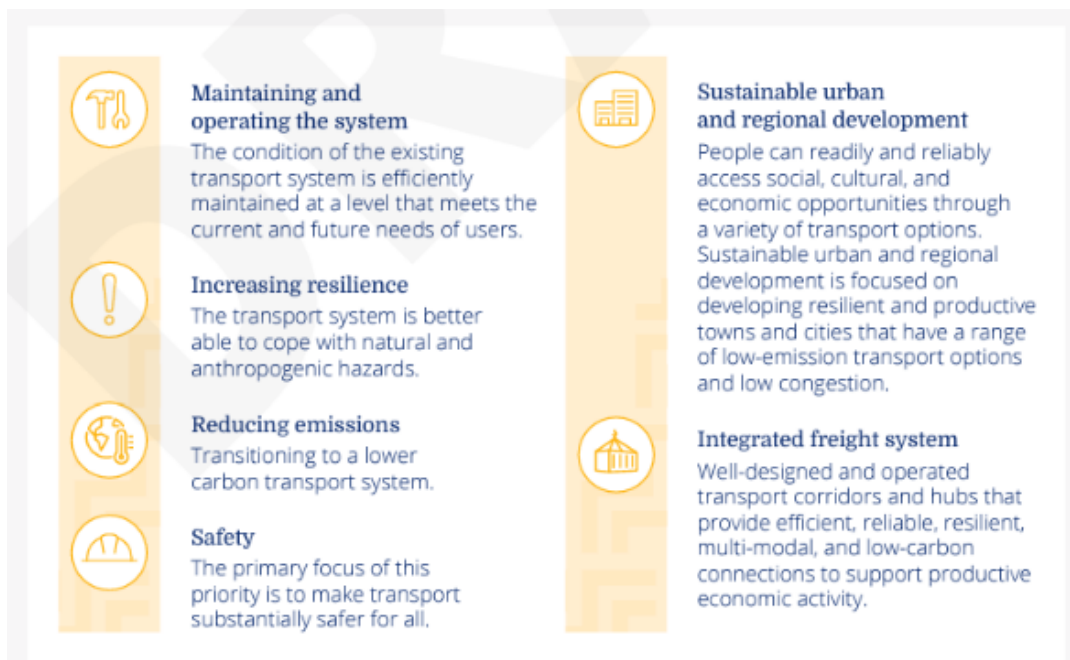 Maintaining and
operating the system
The condition of the existing
transport system is efficiently
maintained at a level that meets the
current and future needs of users.
Increasing resilience
The transport system is better
able to cope with natural and
anthropogenic hazards.
Reducing emissions
Transitioning to a lower
carbon transport system.
Safety
The primary focus of this
priority is to make transport
substantially safer for all.
Sustainable urban
and regional development
People can readily and reliably
access social, cultural, and
economic opportunities through
a variety of transport options.
Sustainable urban and regional
development is focused on
developing resilient and productive
towns and cities that have a range
of low-emission transport options
and low congestion.
Integrated freight system
Well-designed and operated
transport corridors and hubs that
provide efficient, reliable, resilient,
multi-modal, and low-carbon
connections to support productive
economic activity.